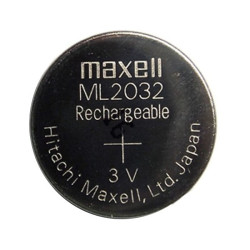 maxell
ML2032
Rechargeable
+
3 V
Hitachi Maxell, Ltd. Japan